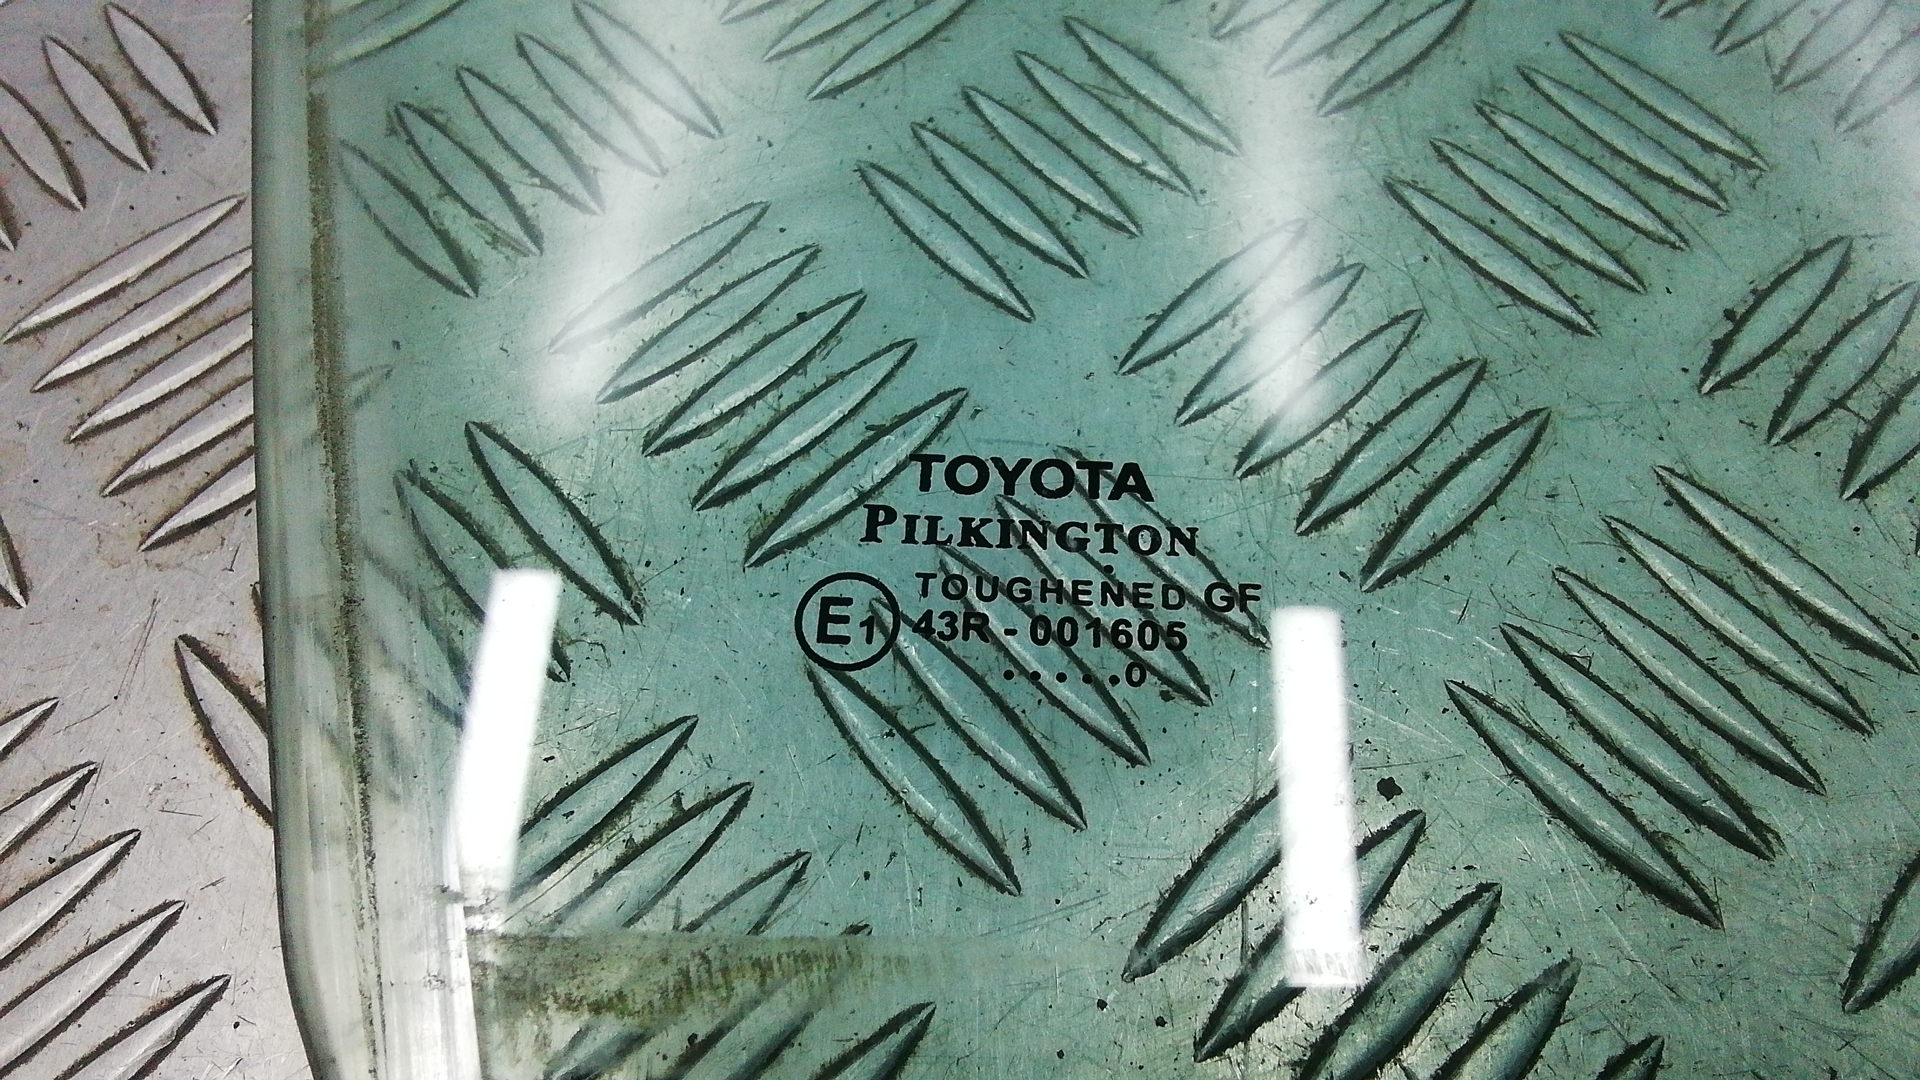 TOYOTA
PILKINGTON
TOUGHENED GF
E1 43R - 001605
.....0